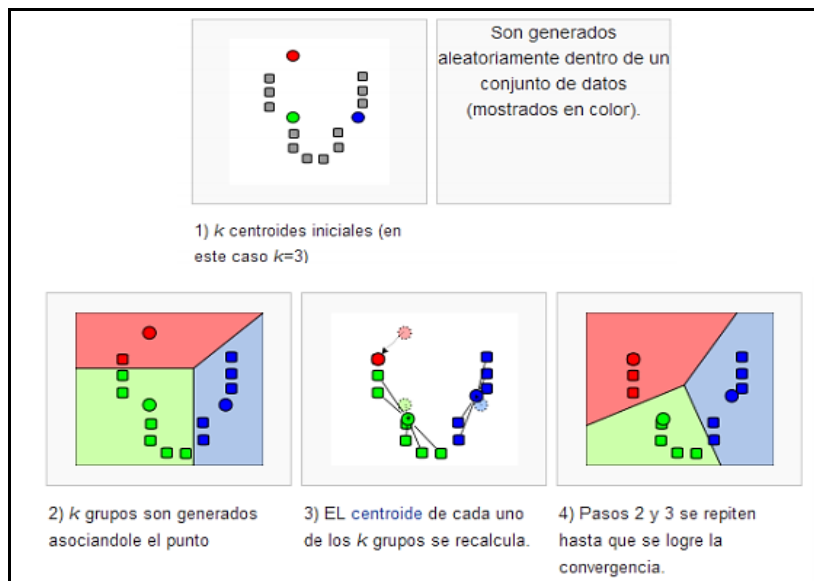 Son generados
aleatoriamente dentro de un
conjunto de datos
(mostrados en color).
1) k centroides iniciales (en
este caso k=3)
2) k grupos son generados
asociandole el punto
3) EL centroide de cada uno
de los k grupos se recalcula.
4) Pasos 2 y 3 se repiten
hasta que se logre la
convergencia.